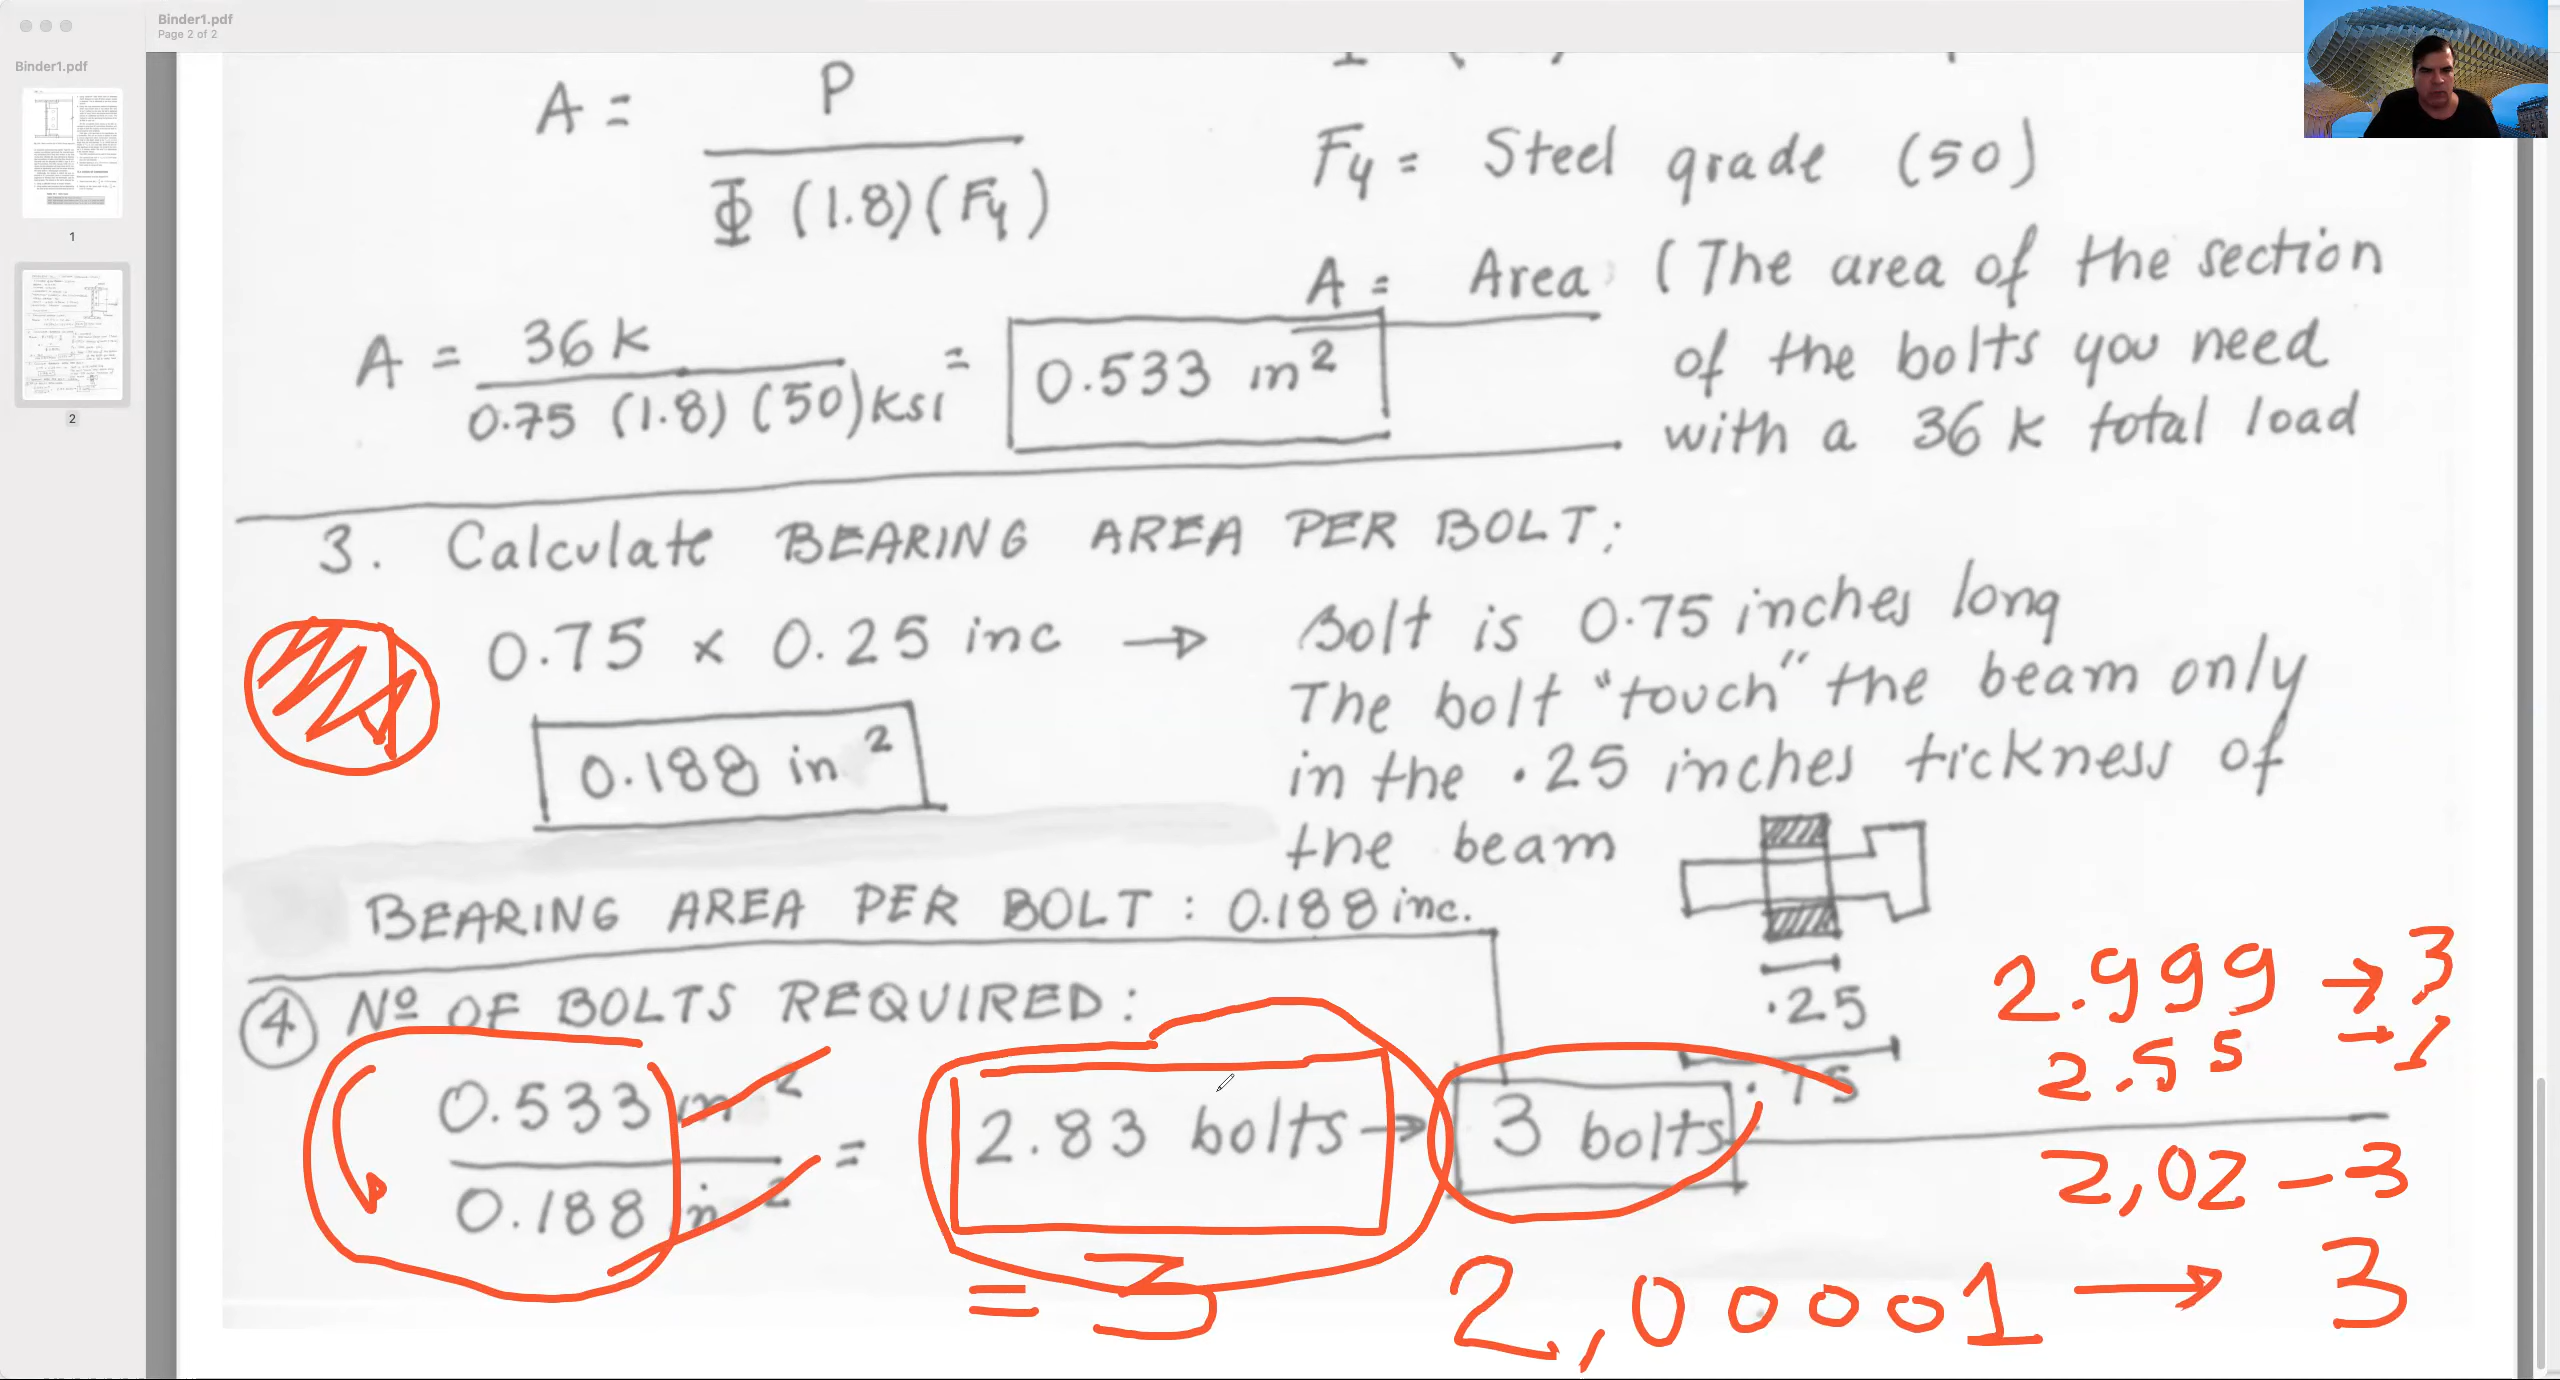 Binder1.pdf
Page 2 of 2
Binder1.pdf
1
2
A = P / Φ (1.8) (Fy)
Fy = Steel grade (50)
A = Area (The area of the section
of the bolts you need
with a 36 k total load
A = 36 k / 0.75 (1.8) (50) ksi = 0.533 in²
3. Calculate BEARING AREA PER BOLT;
0.75 x 0.25 inc → Bolt is 0.75 inches long
The bolt "touch" the beam only
in the .25 inches tickness of
the beam
0.188 in²
.25
.75
BEARING AREA PER BOLT : 0.188 inc.
4 Nº OF BOLTS REQUIRED:
0.533 in² / 0.188 in² = 2.83 bolts → 3 bolts
= 3
2.999 → 3
2.55 →
2,02 – 3
2,00001 → 3